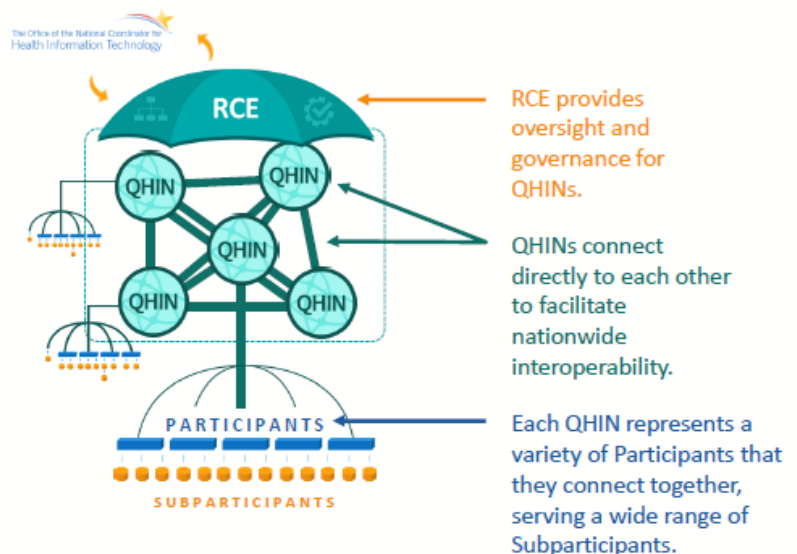 The Office of the National Coordinator for
Health Information Technology
RCE
RCE provides
oversight and
governance for
QHINs.
QHIN
QHIN
QHIN
QHIN
QHIN
QHINs connect
directly to each other
to facilitate
nationwide
interoperability.
PARTICIPANTS
SUBPARTICIPANTS
Each QHIN represents a
variety of Participants that
they connect together,
serving a wide range of
Subparticipants.